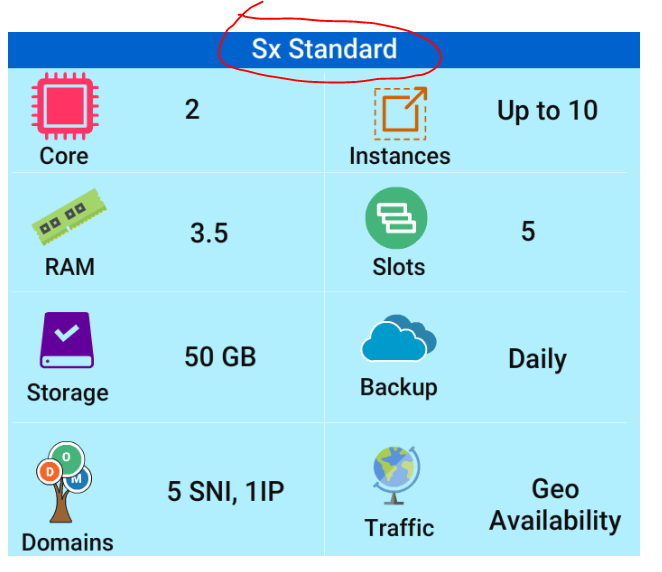 Sx Standard
Core
2
Instances
Up to 10
RAM
3.5
Slots
5
Storage
50 GB
Backup
Daily
D O M
Domains
5 SNI, 1IP
Traffic
Geo
Availability